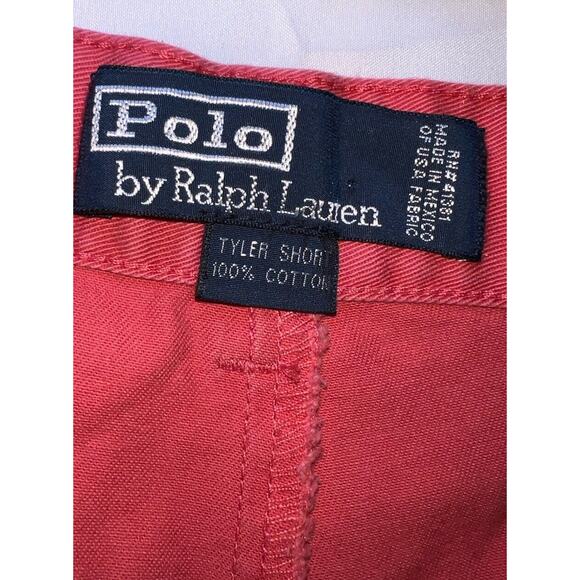 Polo
by Ralph Lauren
RN#41381
MADE IN MEXICO
OF USA FABRIC
TYLER SHORT
100% COTTON